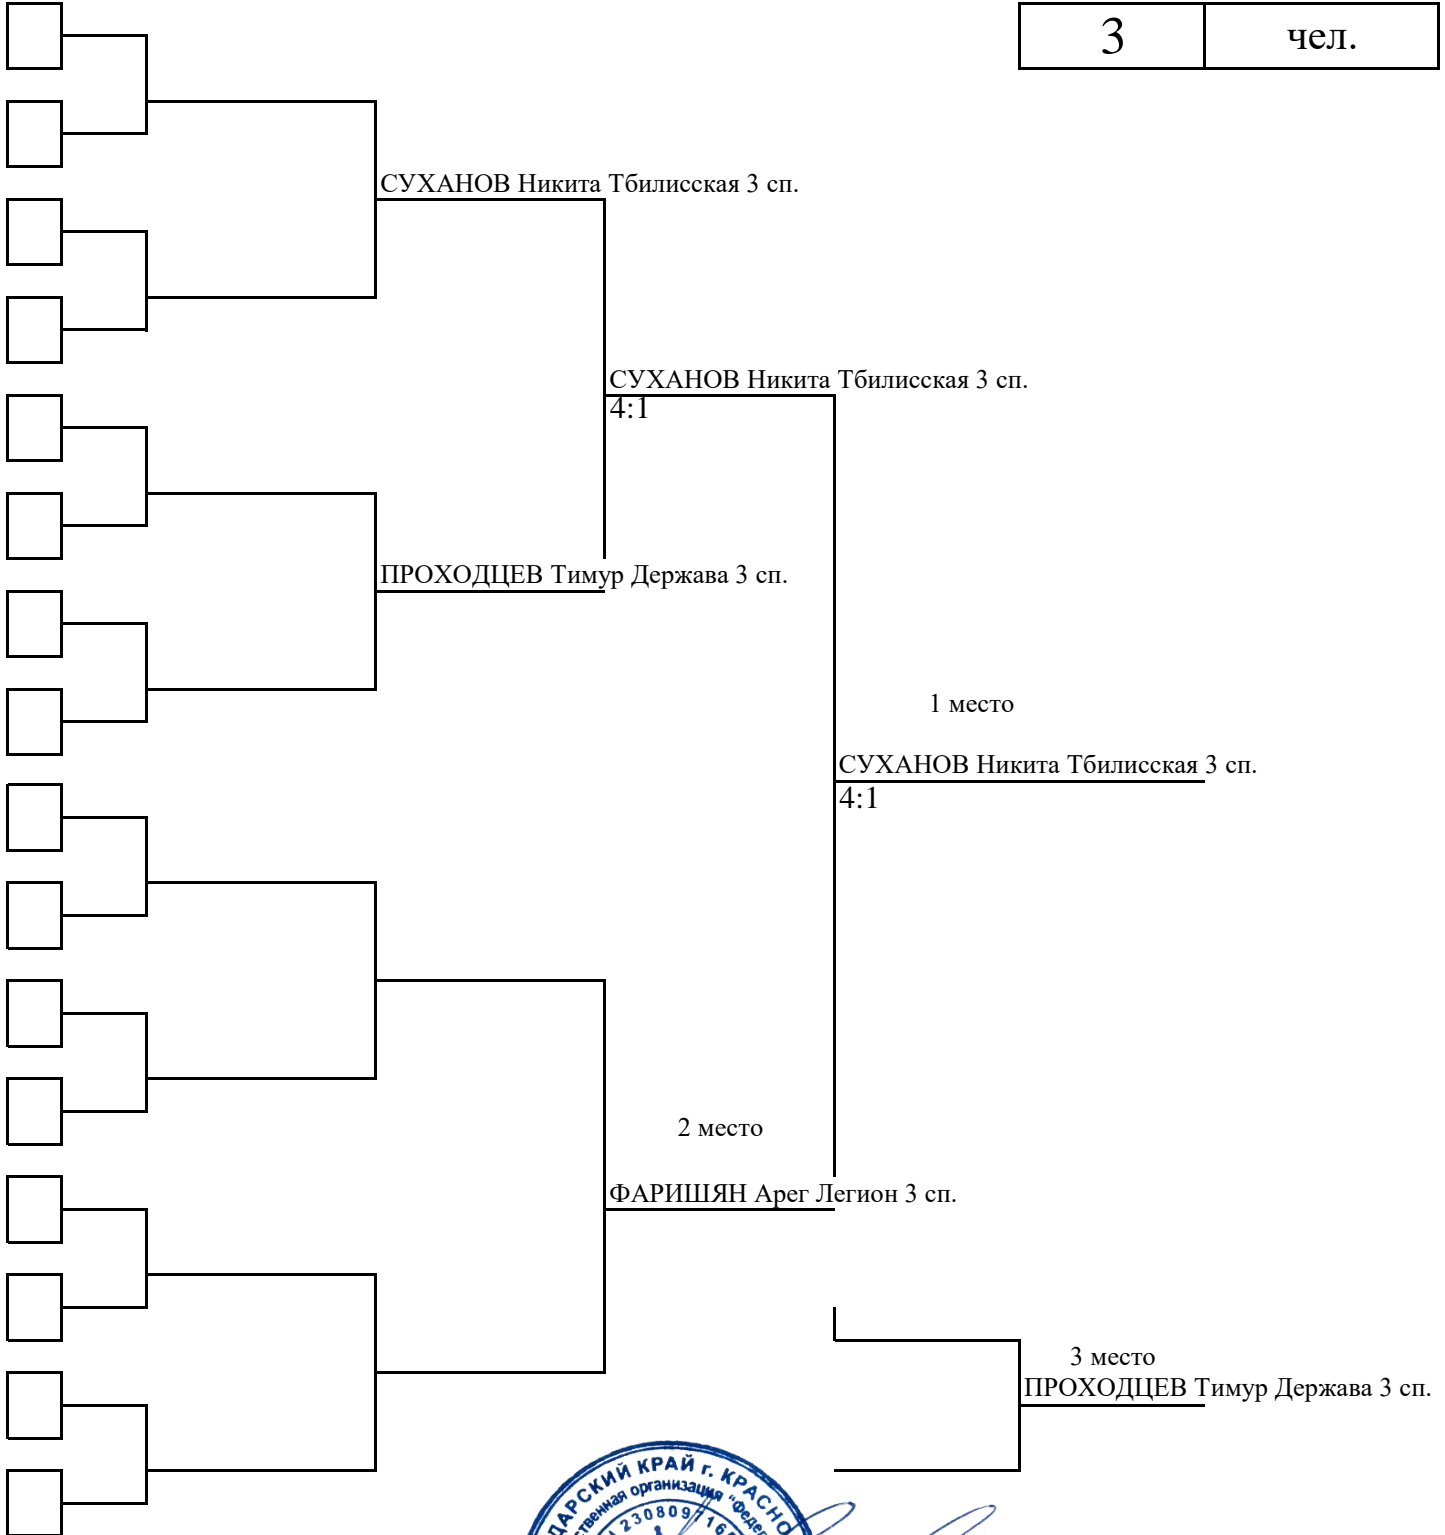 3 чел.
СУХАНОВ Никита Тбилисская 3 сп.
СУХАНОВ Никита Тбилисская 3 сп.
4:1
ПРОХОДЦЕВ Тимур Держава 3 сп.
1 место
СУХАНОВ Никита Тбилисская 3 сп.
4:1
2 место
ФАРИШЯН Арег Легион 3 сп.
3 место
ПРОХОДЦЕВ Тимур Держава 3 сп.
КРАЙ г.
организация